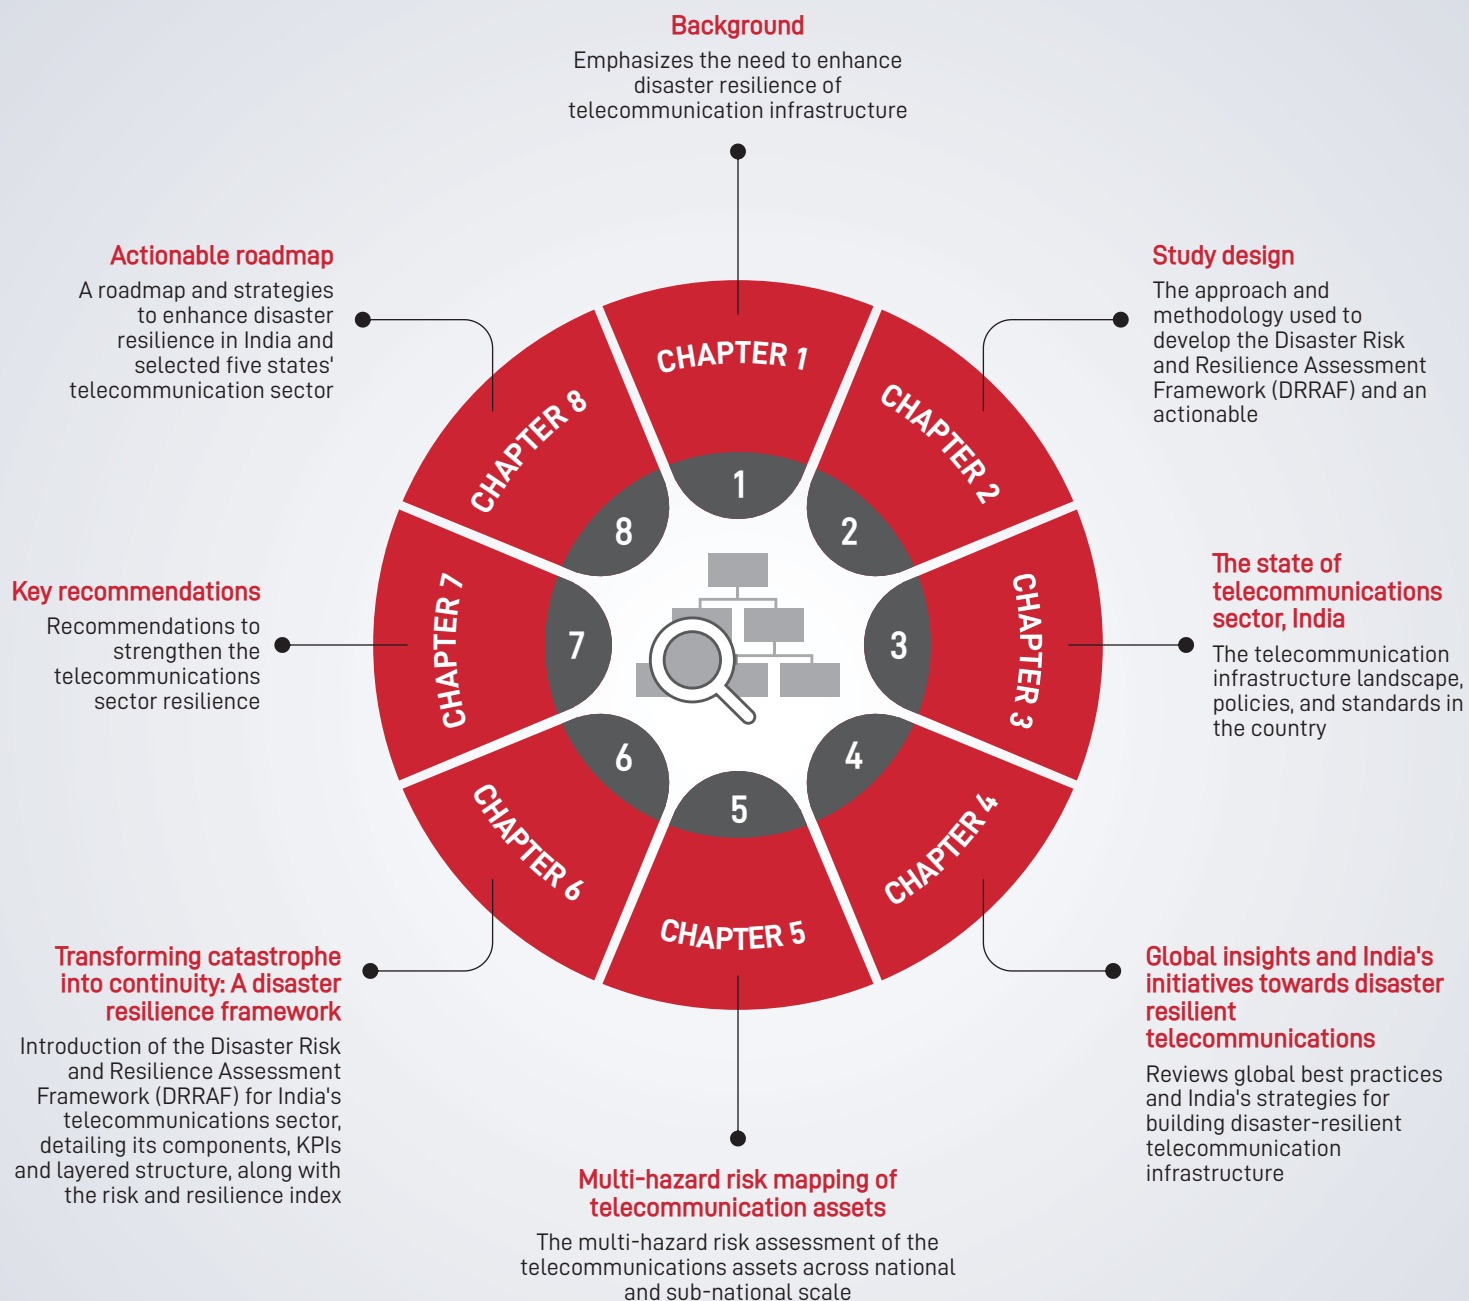 Background
Emphasizes the need to enhance
disaster resilience of
telecommunication infrastructure
Study design
The approach and
methodology used to
develop the Disaster Risk
and Resilience Assessment
Framework (DRRAF) and an
actionable
The state of
telecommunications
sector, India
The telecommunication
infrastructure landscape,
policies, and standards in
the country
Global insights and India's
initiatives towards disaster
resilient
telecommunications
Reviews global best practices
and India's strategies for
building disaster-resilient
telecommunication
infrastructure
Multi-hazard risk mapping of
telecommunication assets
The multi-hazard risk assessment of the
telecommunications assets across national
and sub-national scale
Transforming catastrophe
into continuity: A disaster
resilience framework
Introduction of the Disaster Risk
and Resilience Assessment
Framework (DRRAF) for India's
telecommunications sector,
detailing its components, KPIs
and layered structure, along with
the risk and resilience index
Key recommendations
Recommendations to
strengthen the
telecommunications
sector resilience
Actionable roadmap
A roadmap and strategies
to enhance disaster
resilience in India and
selected five states'
telecommunication sector
CHAPTER 1
CHAPTER 2
CHAPTER 3
CHAPTER 4
CHAPTER 5
CHAPTER 6
CHAPTER 7
CHAPTER 8
1
2
3
4
5
6
7
8